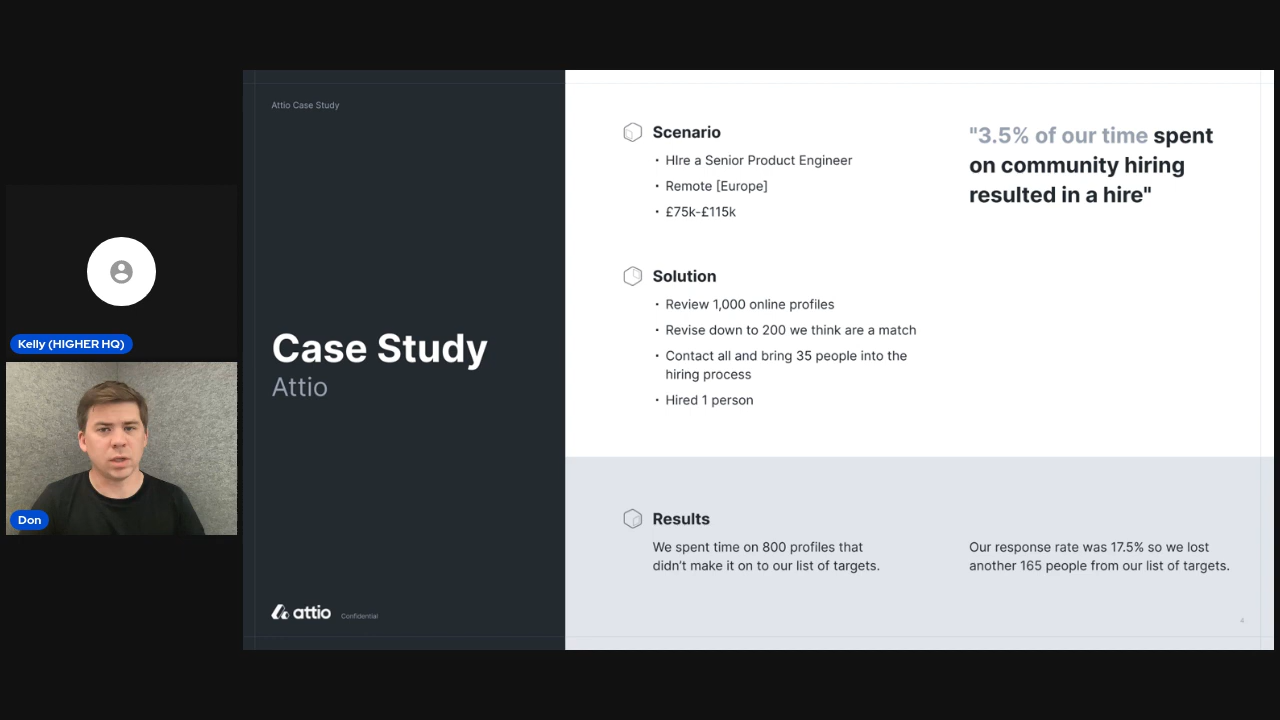 Kelly (HIGHER HQ)
Don
Attio Case Study
Case Study
Attio
attio
Confidential
Scenario
• HIre a Senior Product Engineer
• Remote [Europe]
• £75k-£115k
Solution
• Review 1,000 online profiles
• Revise down to 200 we think are a match
• Contact all and bring 35 people into the
hiring process
• Hired 1 person
"3.5% of our time spent
on community hiring
resulted in a hire"
Results
We spent time on 800 profiles that
didn't make it on to our list of targets.
Our response rate was 17.5% so we lost
another 165 people from our list of targets.
4